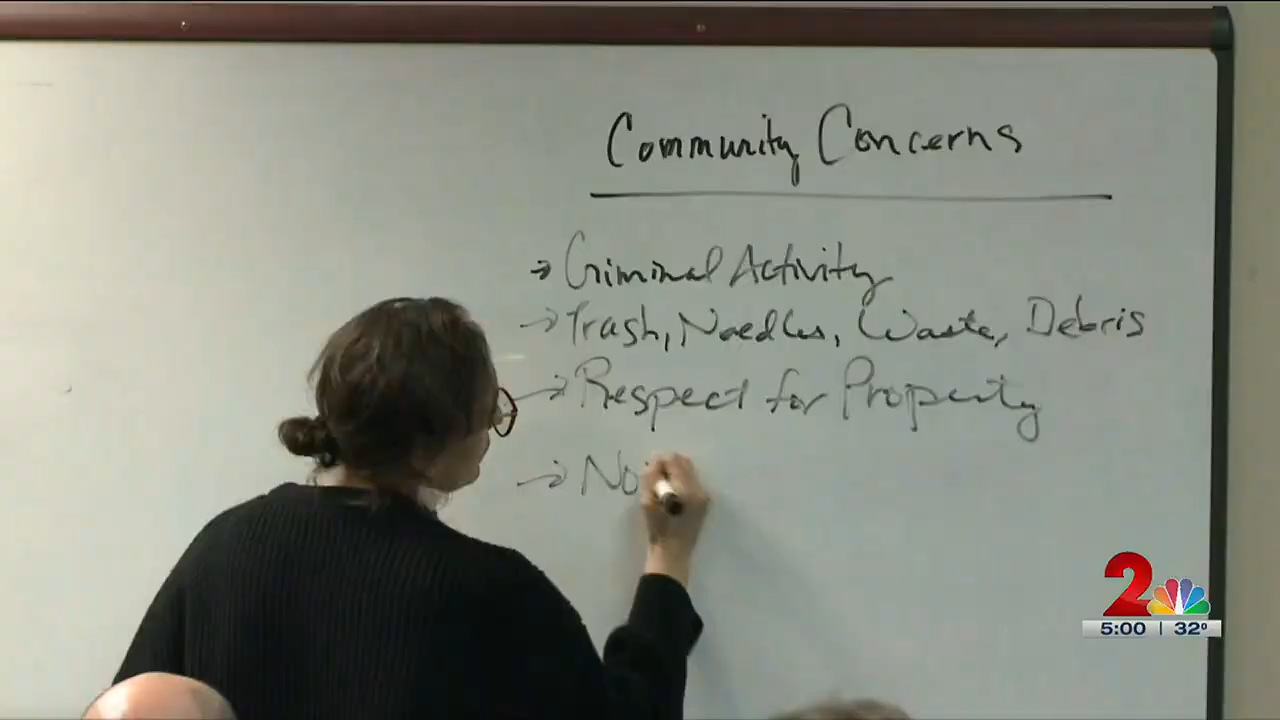 Community Concerns
→ Criminal Activity
→ Trash, Needles, Waste, Debris
→ Respect for Property
→ No
2
5:00 | 32°